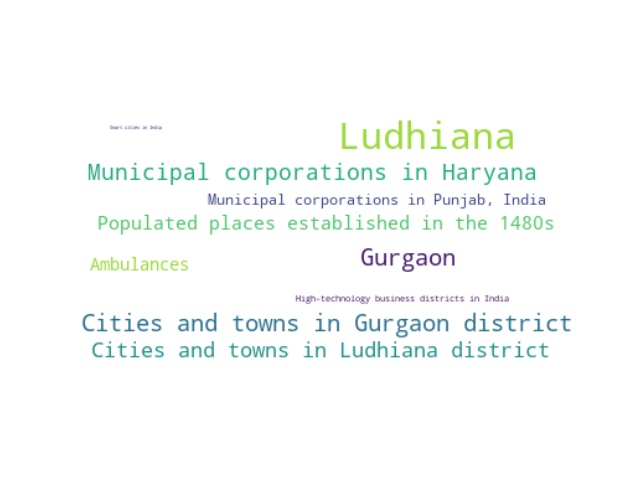 Smart cities in India
Ludhiana
Municipal corporations in Haryana
Municipal corporations in Punjab, India
Populated places established in the 1480s
Gurgaon
Ambulances
High-technology business districts in India
Cities and towns in Gurgaon district
Cities and towns in Ludhiana district